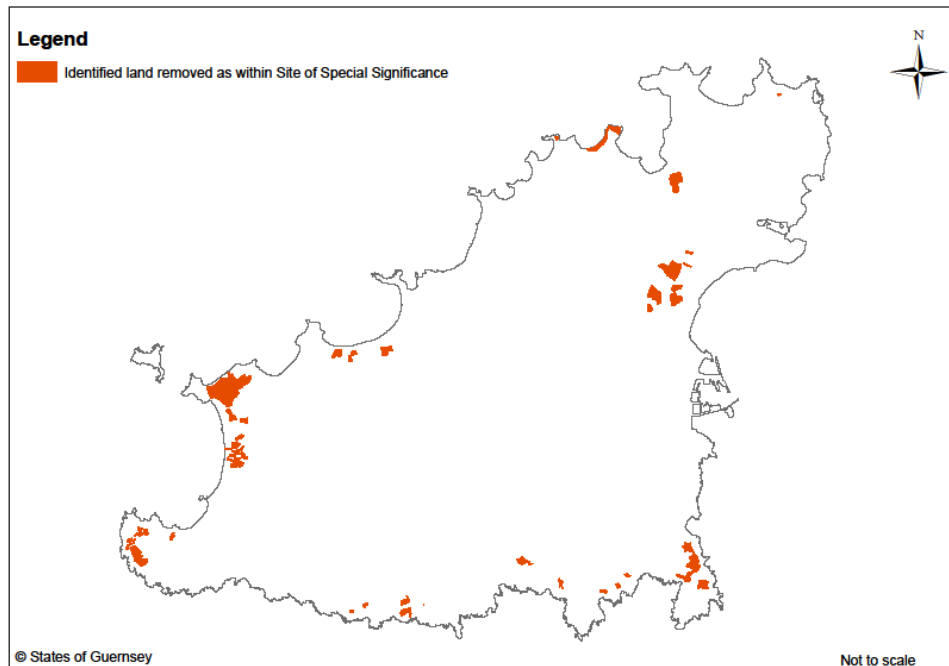 Legend
Identified land removed as within Site of Special Significance
N
© States of Guernsey
Not to scale